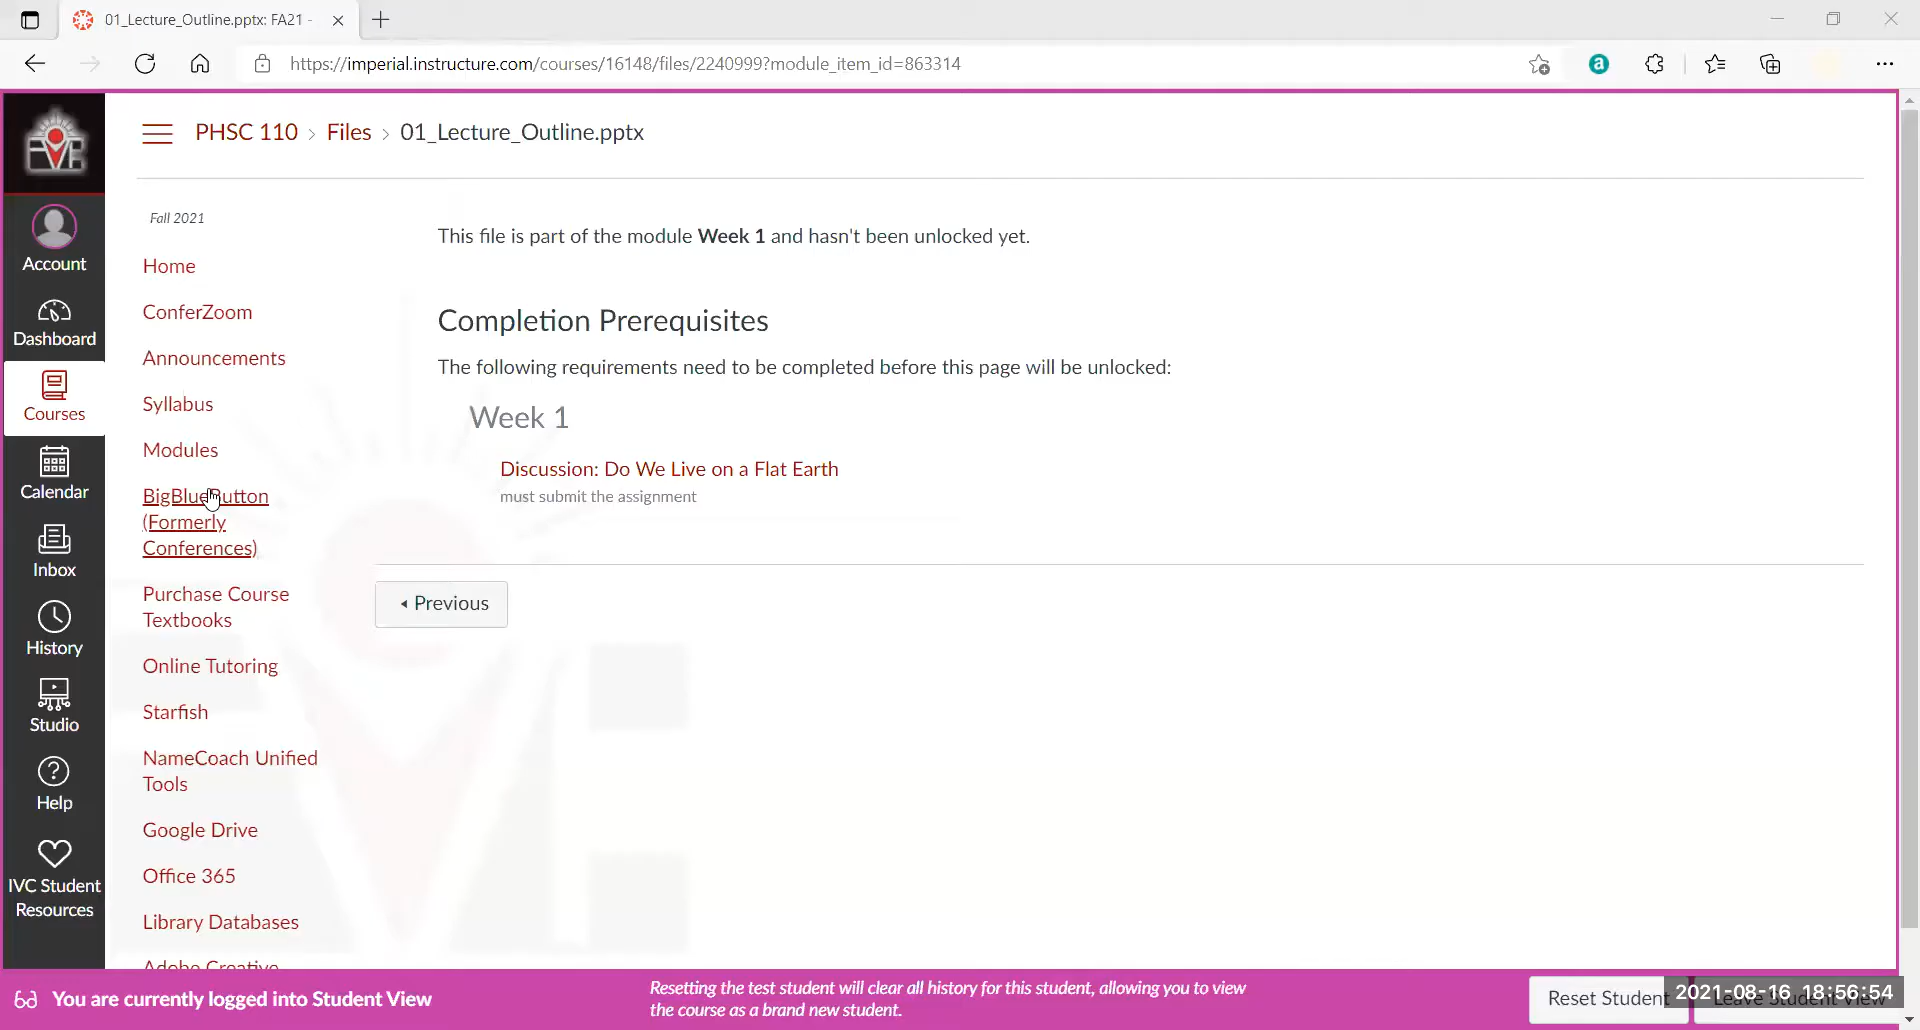 01_Lecture_Outline.pptx: FA21 -
https://imperial.instructure.com/courses/16148/files/2240999?module_item_id=863314
PHSC 110 › Files › 01_Lecture_Outline.pptx
Account
Dashboard
Courses
Calendar
Inbox
History
Studio
Help
IVC Student
Resources
Fall 2021
Home
ConferZoom
Announcements
Syllabus
Modules
BigBlueButton
(Formerly
Conferences)
Purchase Course
Textbooks
Online Tutoring
Starfish
NameCoach Unified
Tools
Google Drive
Office 365
Library Databases
Adobe Creative
This file is part of the module Week 1 and hasn't been unlocked yet.
Completion Prerequisites
The following requirements need to be completed before this page will be unlocked:
Week 1
Discussion: Do We Live on a Flat Earth
must submit the assignment
Previous
You are currently logged into Student View
Resetting the test student will clear all history for this student, allowing you to view
the course as a brand new student.
Reset Student
Leave Student View
2021-08-16 18:56:54